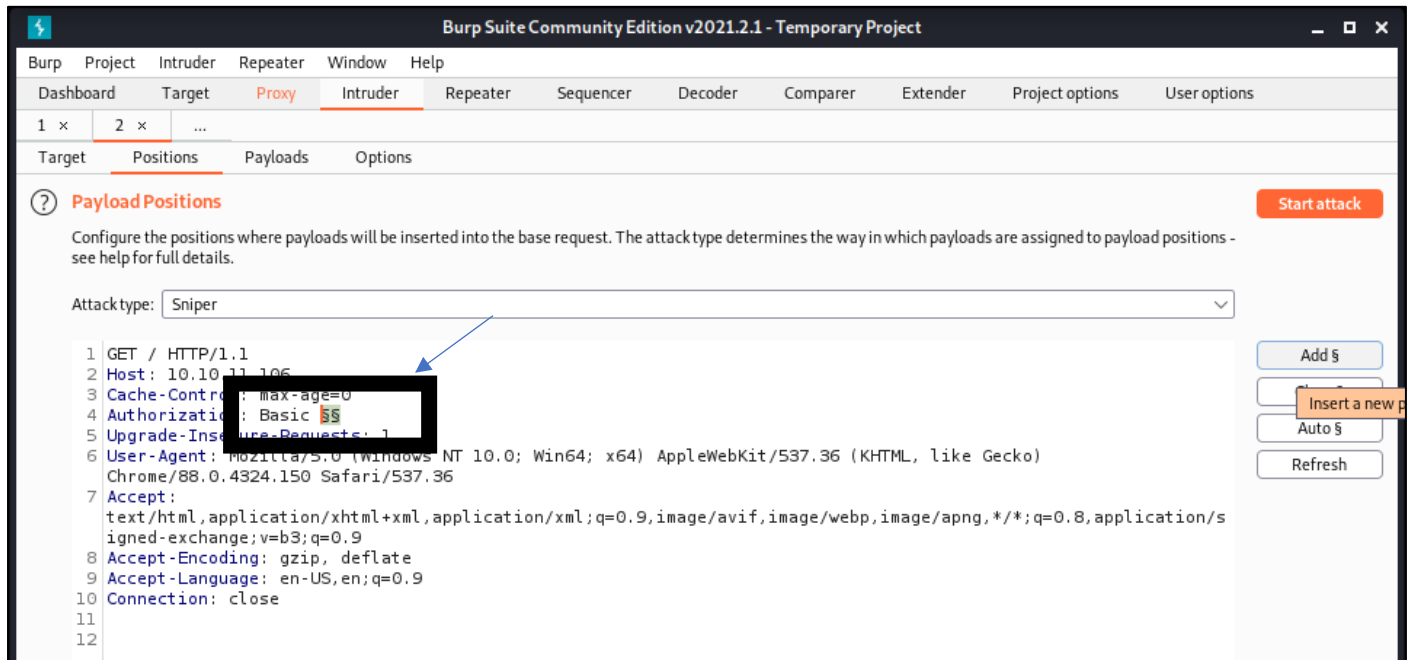 Burp Suite Community Edition v2021.2.1 - Temporary Project
Burp Project Intruder Repeater Window Help
Dashboard Target Proxy Intruder Repeater Sequencer Decoder Comparer Extender Project options User options
1 × 2 × ...
Target Positions Payloads Options
? Payload Positions
Start attack
Configure the positions where payloads will be inserted into the base request. The attack type determines the way in which payloads are assigned to payload positions -
see help for full details.
Attack type: Sniper
1 GET / HTTP/1.1
2 Host: 10.10.11.106
3 Cache-Control: max-age=0
4 Authorization: Basic §§
5 Upgrade-Insecure-Requests: 1
6 User-Agent: Mozilla/5.0 (Windows NT 10.0; Win64; x64) AppleWebKit/537.36 (KHTML, like Gecko)
Chrome/88.0.4324.150 Safari/537.36
7 Accept:
text/html,application/xhtml+xml,application/xml;q=0.9,image/avif,image/webp,image/apng,*/*;q=0.8,application/s
igned-exchange;v=b3;q=0.9
8 Accept-Encoding: gzip, deflate
9 Accept-Language: en-US,en;q=0.9
10 Connection: close
11
12
Add §
Insert a new p
Auto §
Refresh